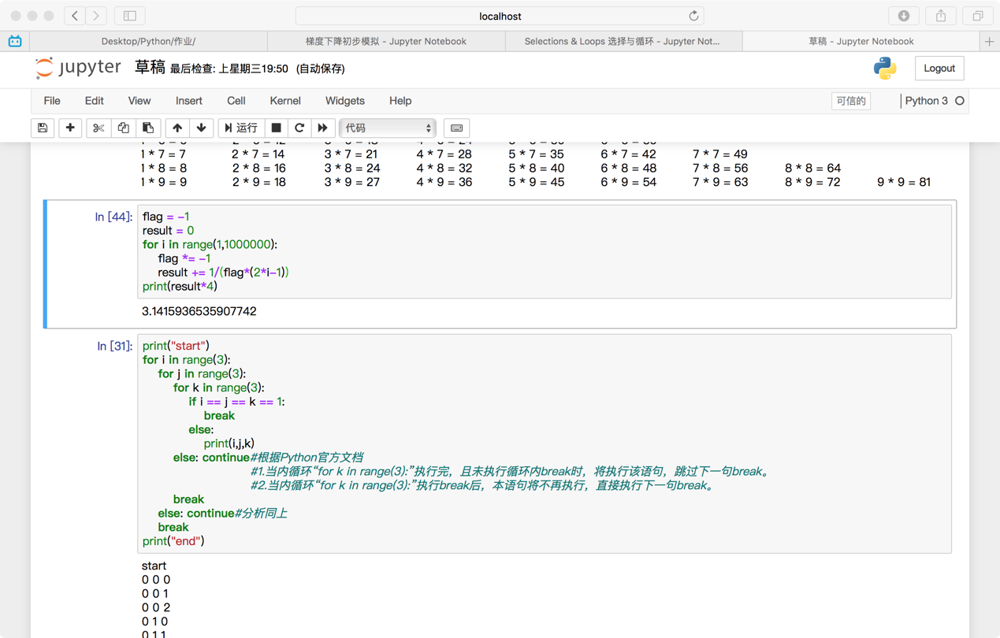 localhost
Desktop/Python/作业/
梯度下降初步模拟 - Jupyter Notebook
Selections & Loops 选择与循环 - Jupyter Not...
草稿 - Jupyter Notebook
jupyter 草稿 最后检查: 上星期三19:50 (自动保存)
Logout
File Edit View Insert Cell Kernel Widgets Help
可信的
Python 3
运行
代码
1 * 7 = 7 2 * 7 = 14 3 * 7 = 21 4 * 7 = 28 5 * 7 = 35 6 * 7 = 42 7 * 7 = 49
1 * 8 = 8 2 * 8 = 16 3 * 8 = 24 4 * 8 = 32 5 * 8 = 40 6 * 8 = 48 7 * 8 = 56 8 * 8 = 64
1 * 9 = 9 2 * 9 = 18 3 * 9 = 27 4 * 9 = 36 5 * 9 = 45 6 * 9 = 54 7 * 9 = 63 8 * 9 = 72 9 * 9 = 81
In [44]:
flag = -1
result = 0
for i in range(1,1000000):
    flag *= -1
    result += 1/(flag*(2*i-1))
print(result*4)
3.1415936535907742
In [31]:
print("start")
for i in range(3):
    for j in range(3):
        for k in range(3):
            if i == j == k == 1:
                break
            else:
                print(i,j,k)
        else: continue#根据Python官方文档
                      #1.当内循环“for k in range(3):”执行完，且未执行循环内break时，将执行该语句，跳过下一句break。
                      #2.当内循环“for k in range(3):”执行break后，本语句将不再执行，直接执行下一句break。
        break
    else: continue#分析同上
    break
print("end")
start
0 0 0
0 0 1
0 0 2
0 1 0
0 1 1